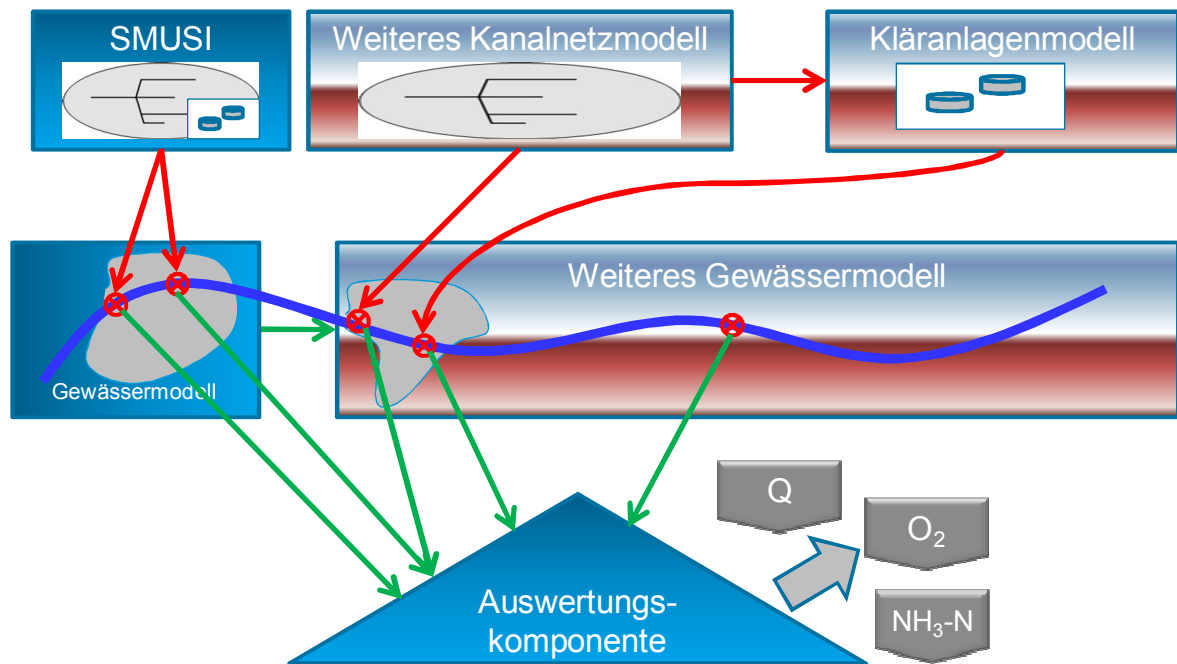 SMUSI
Weiteres Kanalnetzmodell
Kläranlagenmodell
Weiteres Gewässermodell
Gewässermodell
Q
O₂
NH₃-N
Auswertungs-
komponente